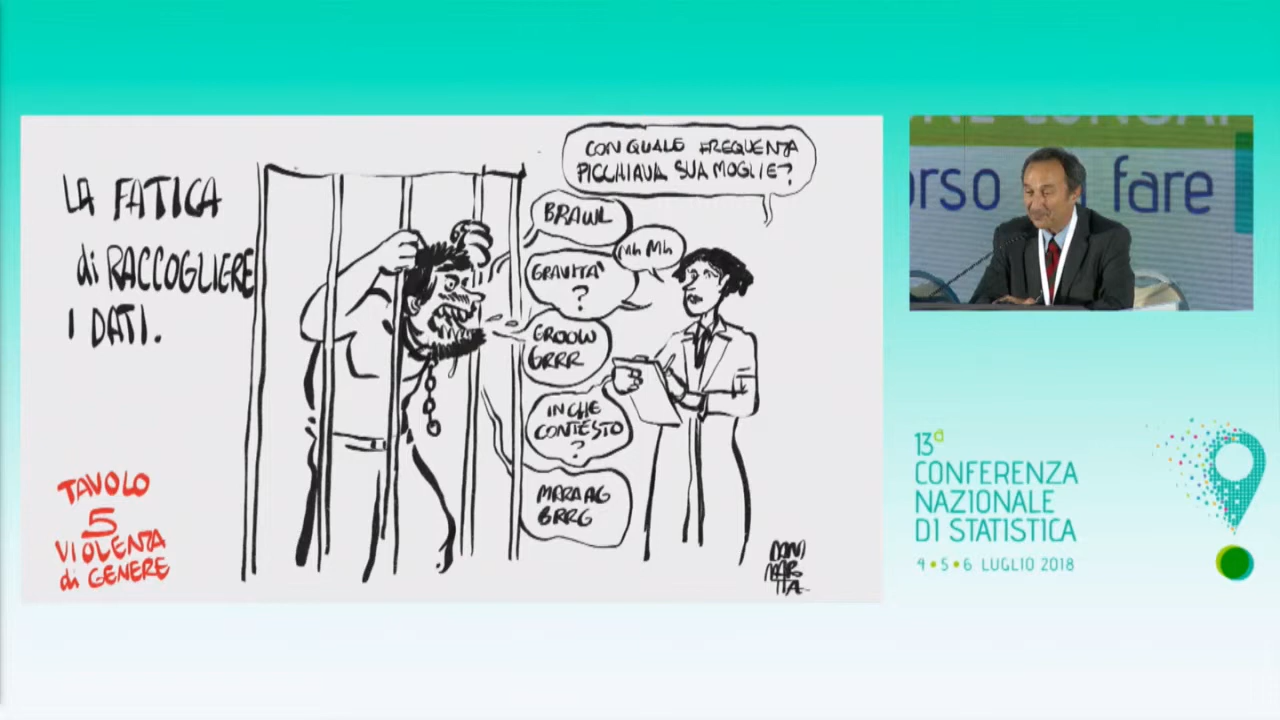 LA FATICA
di RACCOGLIERE
I DATI.
CON QUALE FREQUENZA
PICCHIAVA SUA MOGLIE?
BRAWL
Mh Mh
GRAVITA'
?
GROOW
GRRR
IN CHE
CONTESTO
?
MARAAG
BRRG
TAVOLO
5
VIOLENZA
di GENERE
orso
fare
13ª
CONFERENZA
NAZIONALE
DI STATISTICA
4•5•6 LUGLIO 2018